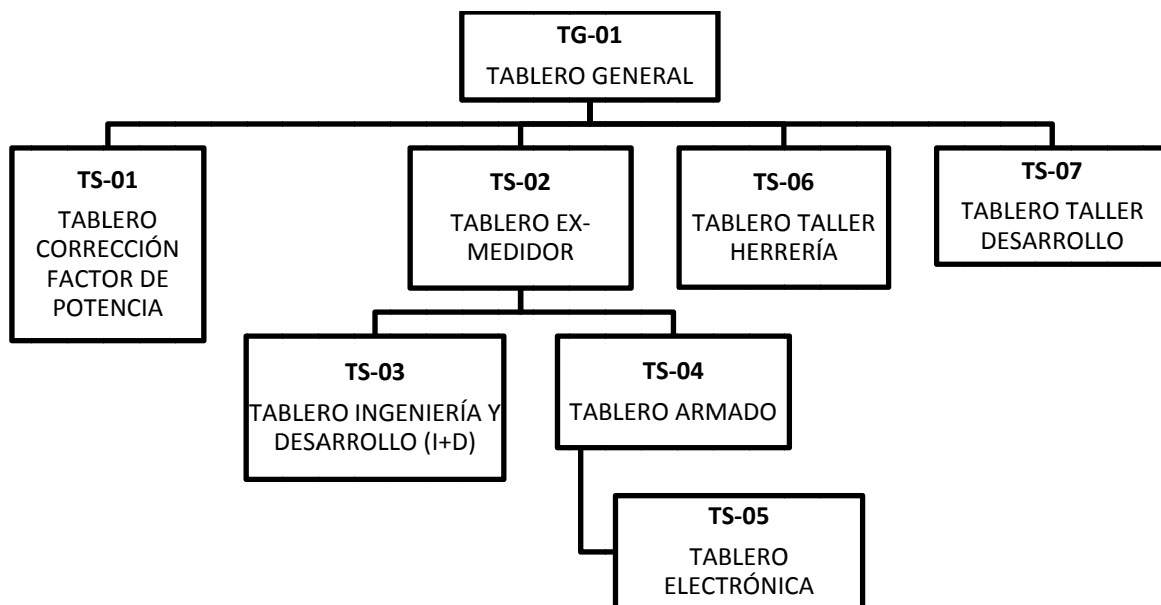 TG-01
TABLERO GENERAL
TS-01
TABLERO
CORRECCIÓN
FACTOR DE
POTENCIA
TS-02
TABLERO EX-
MEDIDOR
TS-06
TABLERO TALLER
HERRERÍA
TS-07
TABLERO TALLER
DESARROLLO
TS-03
TABLERO INGENIERÍA Y
DESARROLLO (I+D)
TS-04
TABLERO ARMADO
TS-05
TABLERO
ELECTRÓNICA